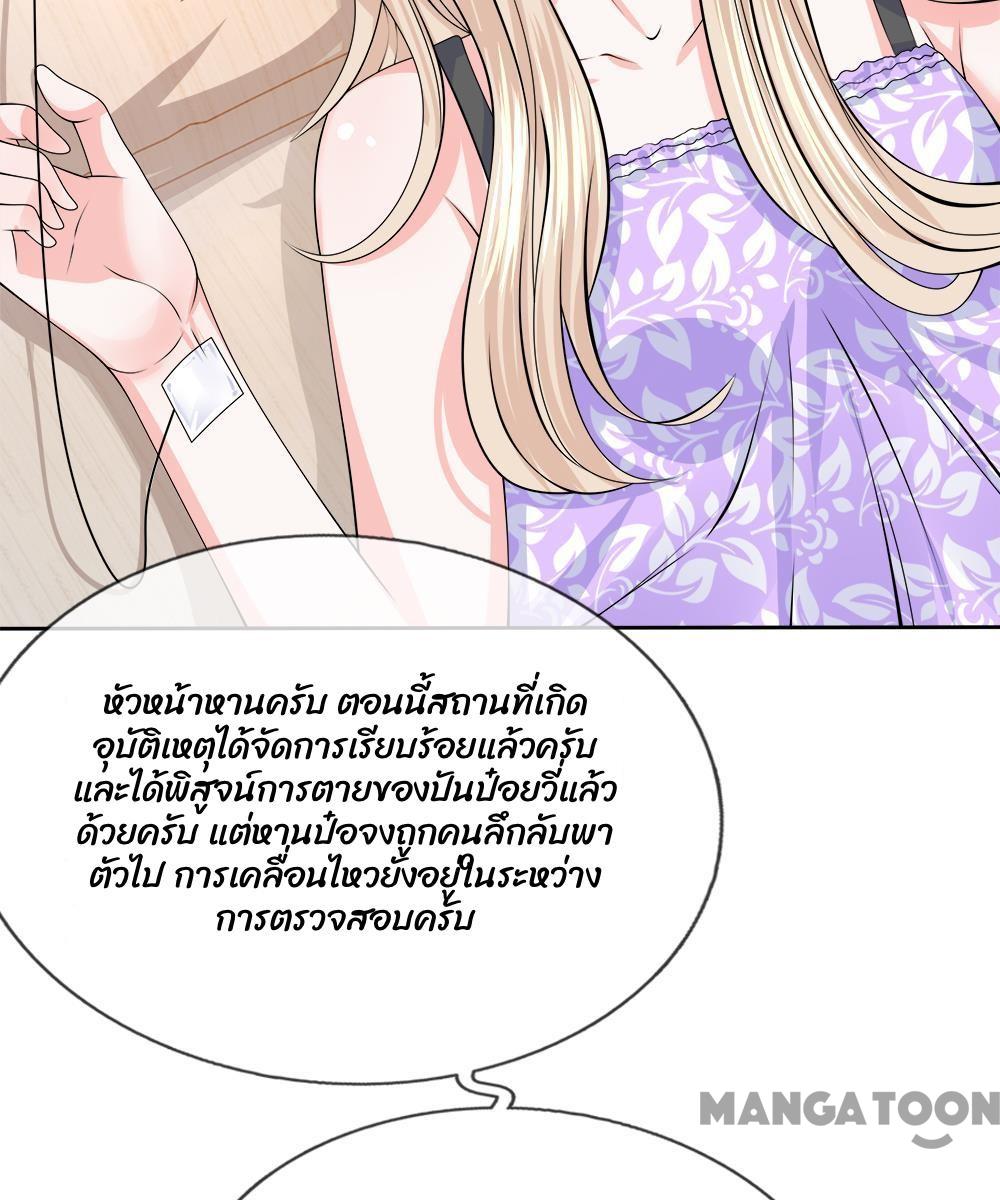 หัวหน้าหานครับ ตอนนี้สถานที่เกิด
อุบัติเหตุได้จัดการเรียบร้อยแล้วครับ
และได้พิสูจน์การตายของปันป๋อยวี่แล้ว
ด้วยครับ แต่หานป๋อจงถูกคนลึกลับพา
ตัวไป การเคลื่อนไหวยังอยู่ในระหว่าง
การตรวจสอบครับ
MANGATOON